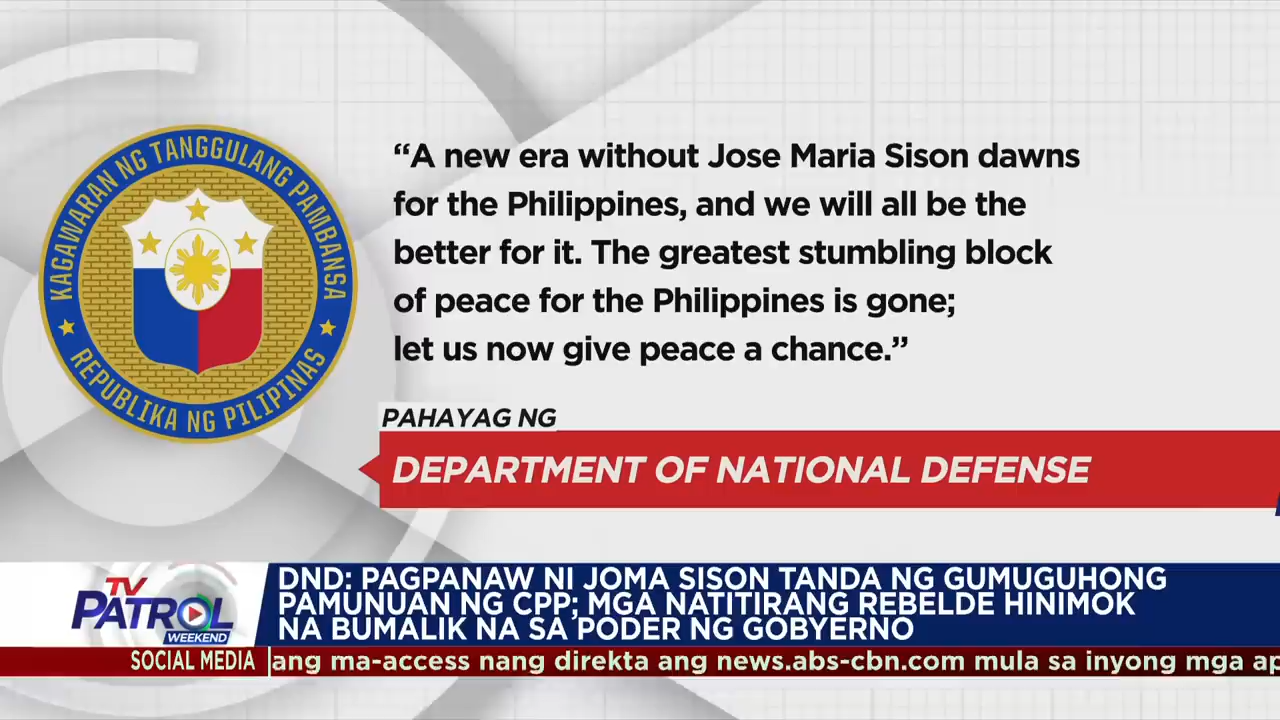 KAGAWARAN NG TANGGULANG PAMBANSA
REPUBLIKA NG PILIPINAS
“A new era without Jose Maria Sison dawns
for the Philippines, and we will all be the
better for it. The greatest stumbling block
of peace for the Philippines is gone;
let us now give peace a chance.”
PAHAYAG NG
DEPARTMENT OF NATIONAL DEFENSE
TV
PATROL
WEEKEND
DND: PAGPANAW NI JOMA SISON TANDA NG GUMUGUHONG
PAMUNUAN NG CPP; MGA NATITIRANG REBELDE HINIMOK
NA BUMALIK NA SA PODER NG GOBYERNO
SOCIAL MEDIA
ang ma-access nang direkta ang news.abs-cbn.com mula sa inyong mga ap